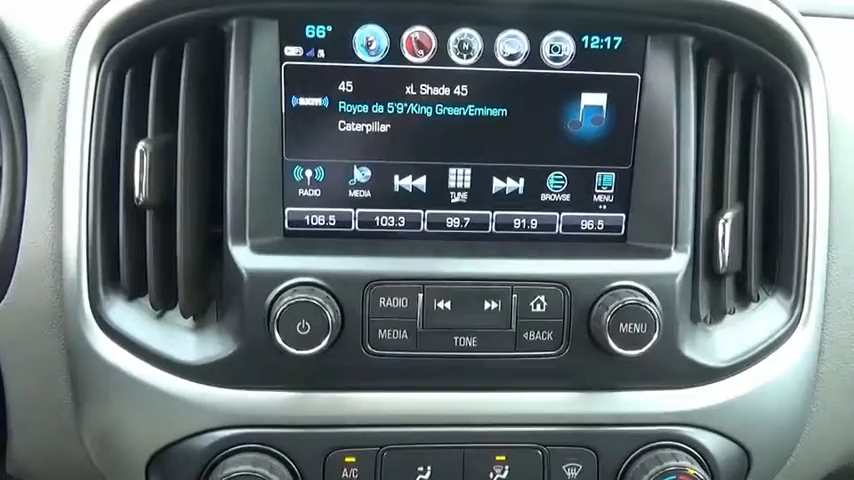 66° 12:17
45 xL Shade 45
((SXM)) Royce da 5'9"/King Green/Eminem
Caterpillar
RADIO MEDIA TUNE BROWSE MENU
106.5 103.3 99.7 91.9 96.5
RADIO
MEDIA TONE BACK
MENU
A/C